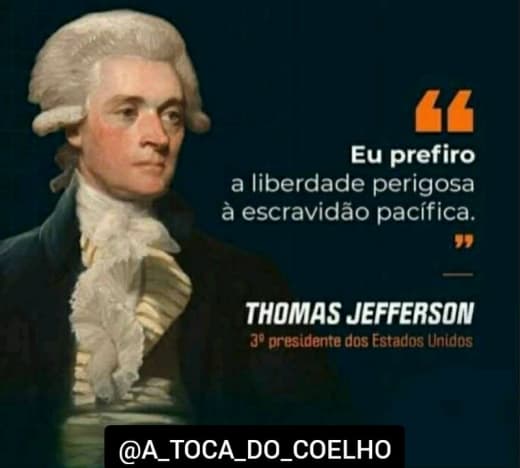 “
Eu prefiro
a liberdade perigosa
à escravidão pacífica.
”
THOMAS JEFFERSON
3º presidente dos Estados Unidos
@A_TOCA_DO_COELHO